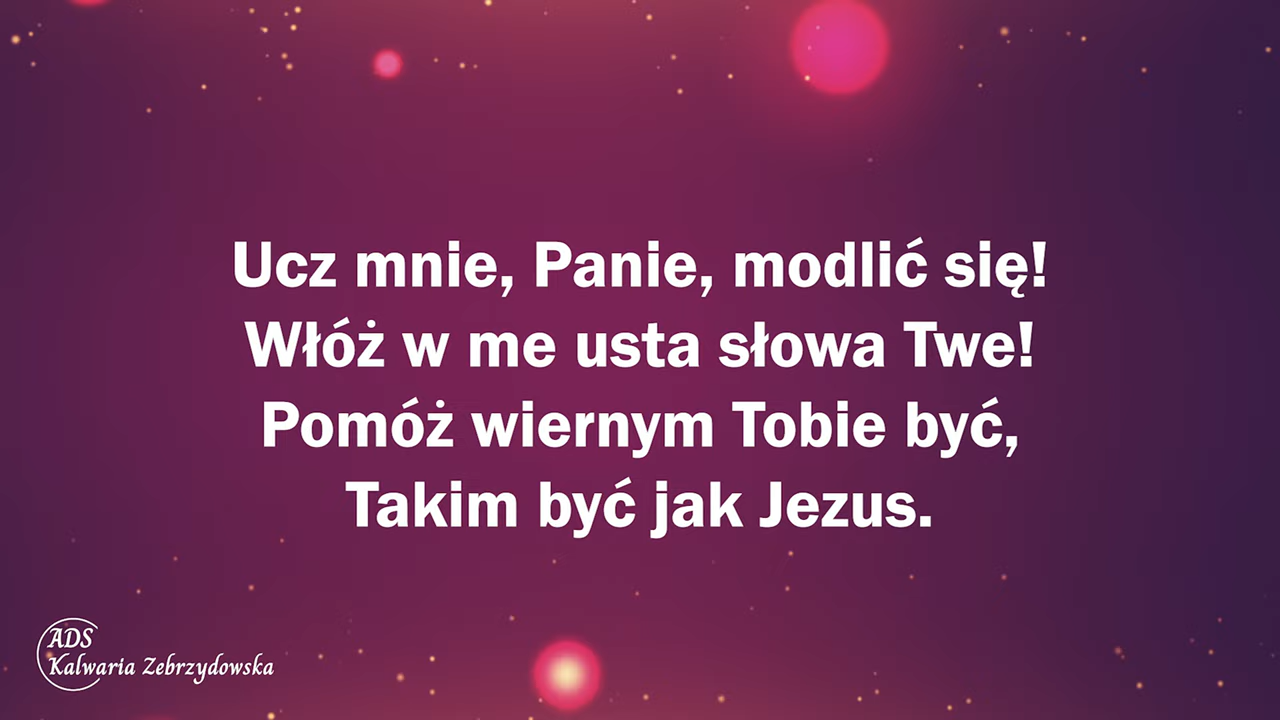 Ucz mnie, Panie, modlić się!
Włóż w me usta słowa Twe!
Pomóż wiernym Tobie być,
Takim być jak Jezus.
ADS
Kalwaria Zebrzydowska